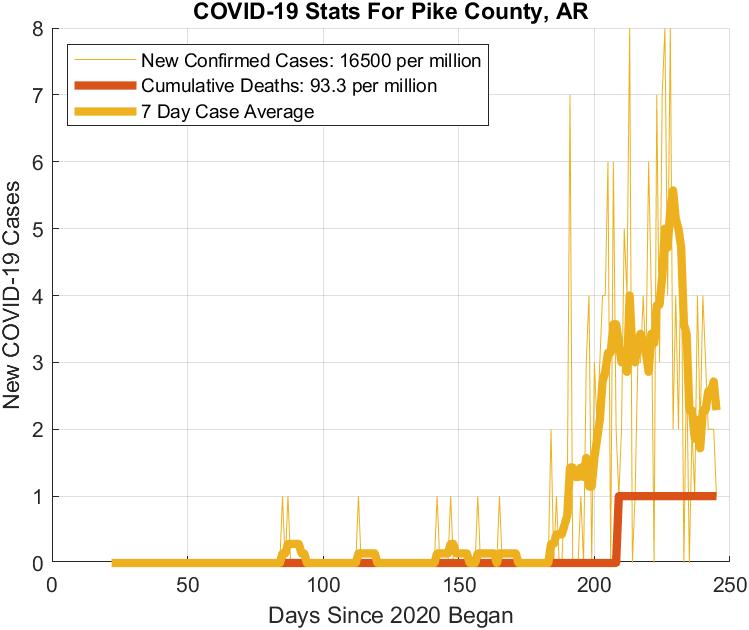 COVID-19 Stats For Pike County, AR
New Confirmed Cases: 16500 per million
Cumulative Deaths: 93.3 per million
7 Day Case Average
New COVID-19 Cases
8
7
6
5
4
3
2
1
0
0 50 100 150 200 250
Days Since 2020 Began